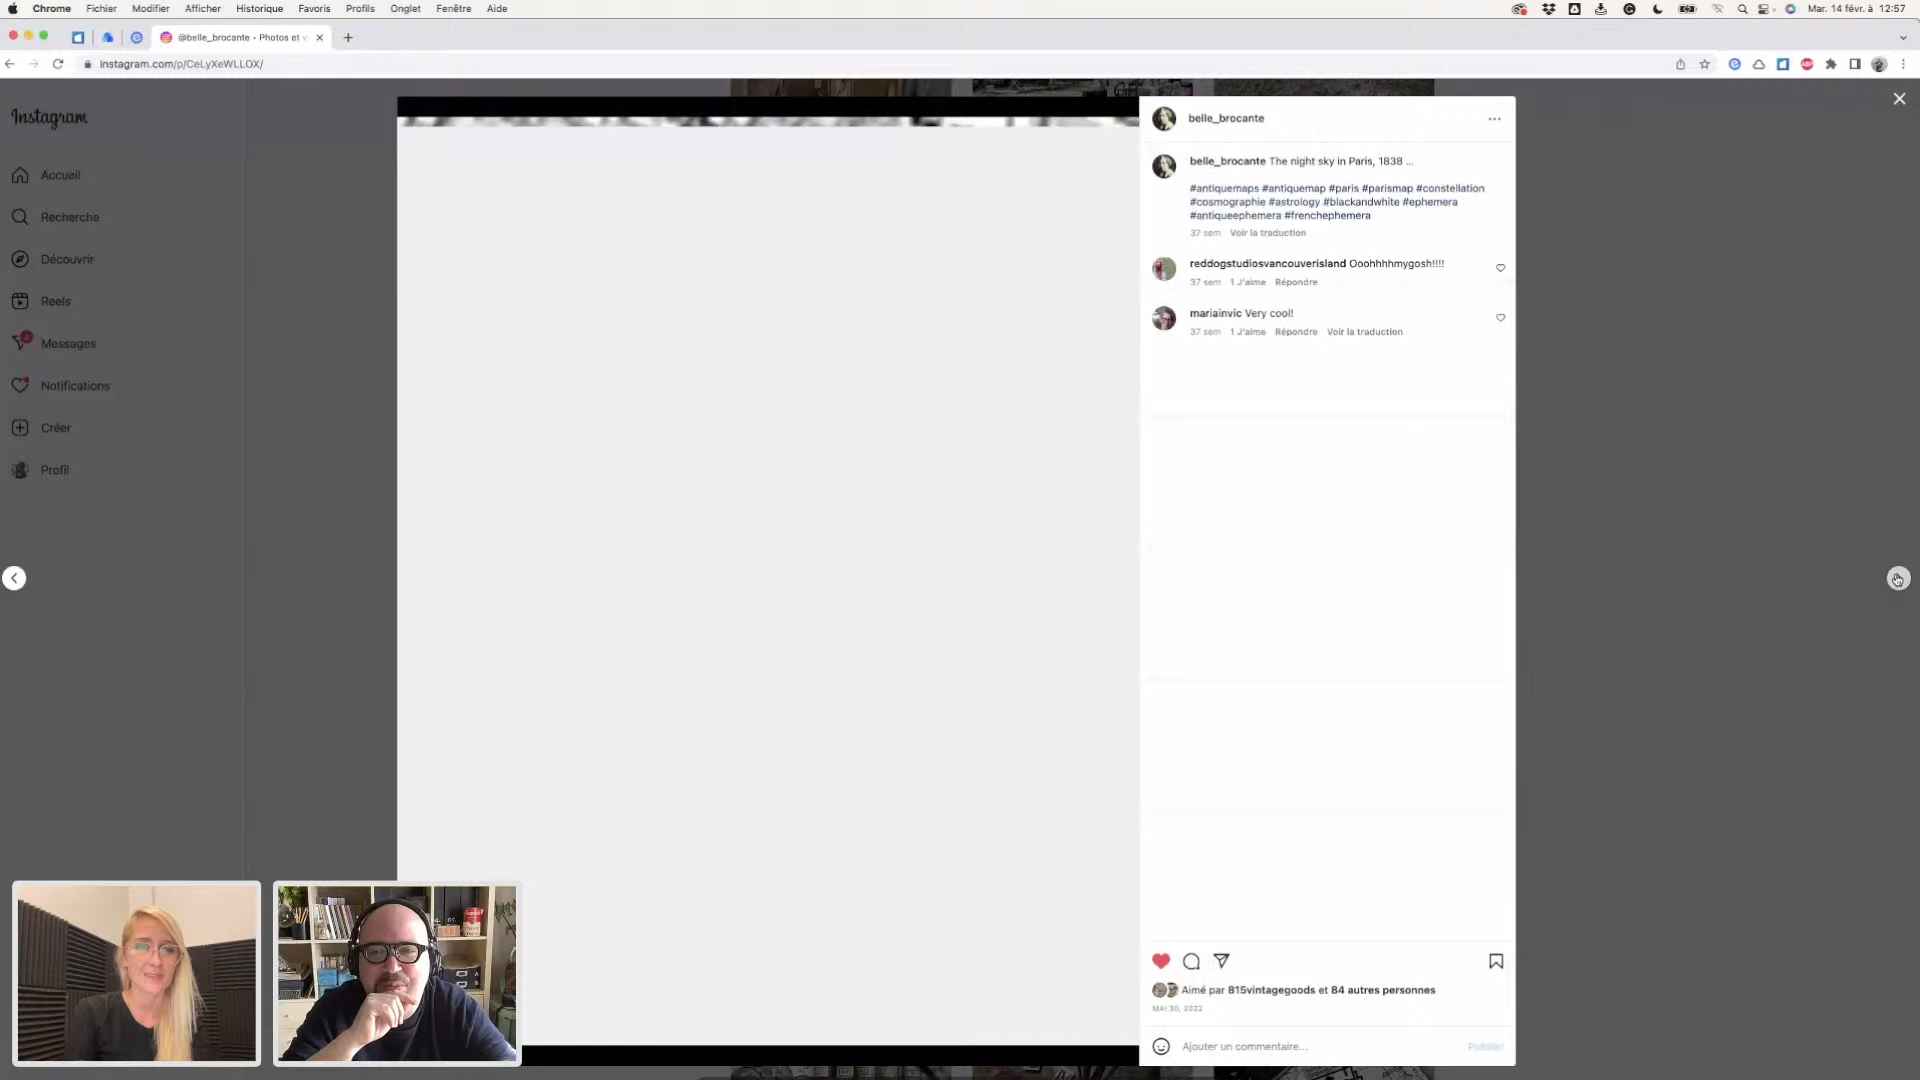 Chrome Fichier Modifier Afficher Historique Favoris Profils Onglet Fenêtre Aide
Mar. 14 févr. à 12:57
@belle_brocante • Photos et
instagram.com/p/CeLyXeWLLOX/
Instagram
Accueil
Recherche
Découvrir
Reels
Messages
Notifications
Créer
Profil
belle_brocante
belle_brocante The night sky in Paris, 1838 ...
#antiquemaps #antiquemap #paris #parismap #constellation
#cosmographie #astrology #blackandwhite #ephemera
#antiqueephemera #frenchephemera
37 sem Voir la traduction
reddogstudiosvancouverisland Ooohhhhmygosh!!!!
37 sem 1 J'aime Répondre
mariainvic Very cool!
37 sem 1 J'aime Répondre Voir la traduction
Aimé par 815vintagegoods et 84 autres personnes
MAI 30, 2022
Ajouter un commentaire...
Publier